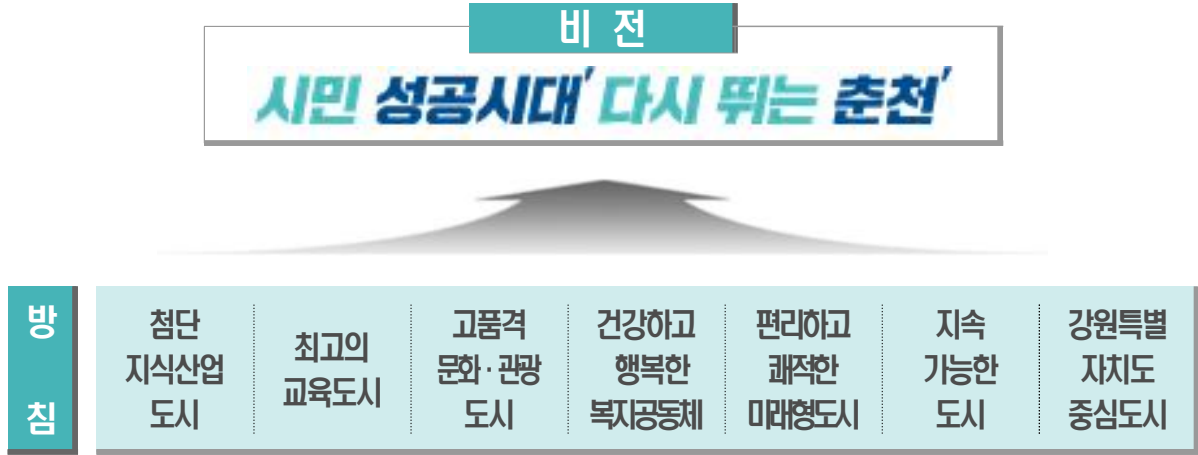 비 전
시민 성공시대' 다시 뛰는 춘천'
방
침
첨단
지식산업
도시
최고의
교육도시
고품격
문화 · 관광
도시
건강하고
행복한
복지공동체
편리하고
쾌적한
미래형도시
지속
가능한
도시
강원특별
자치도
중심도시